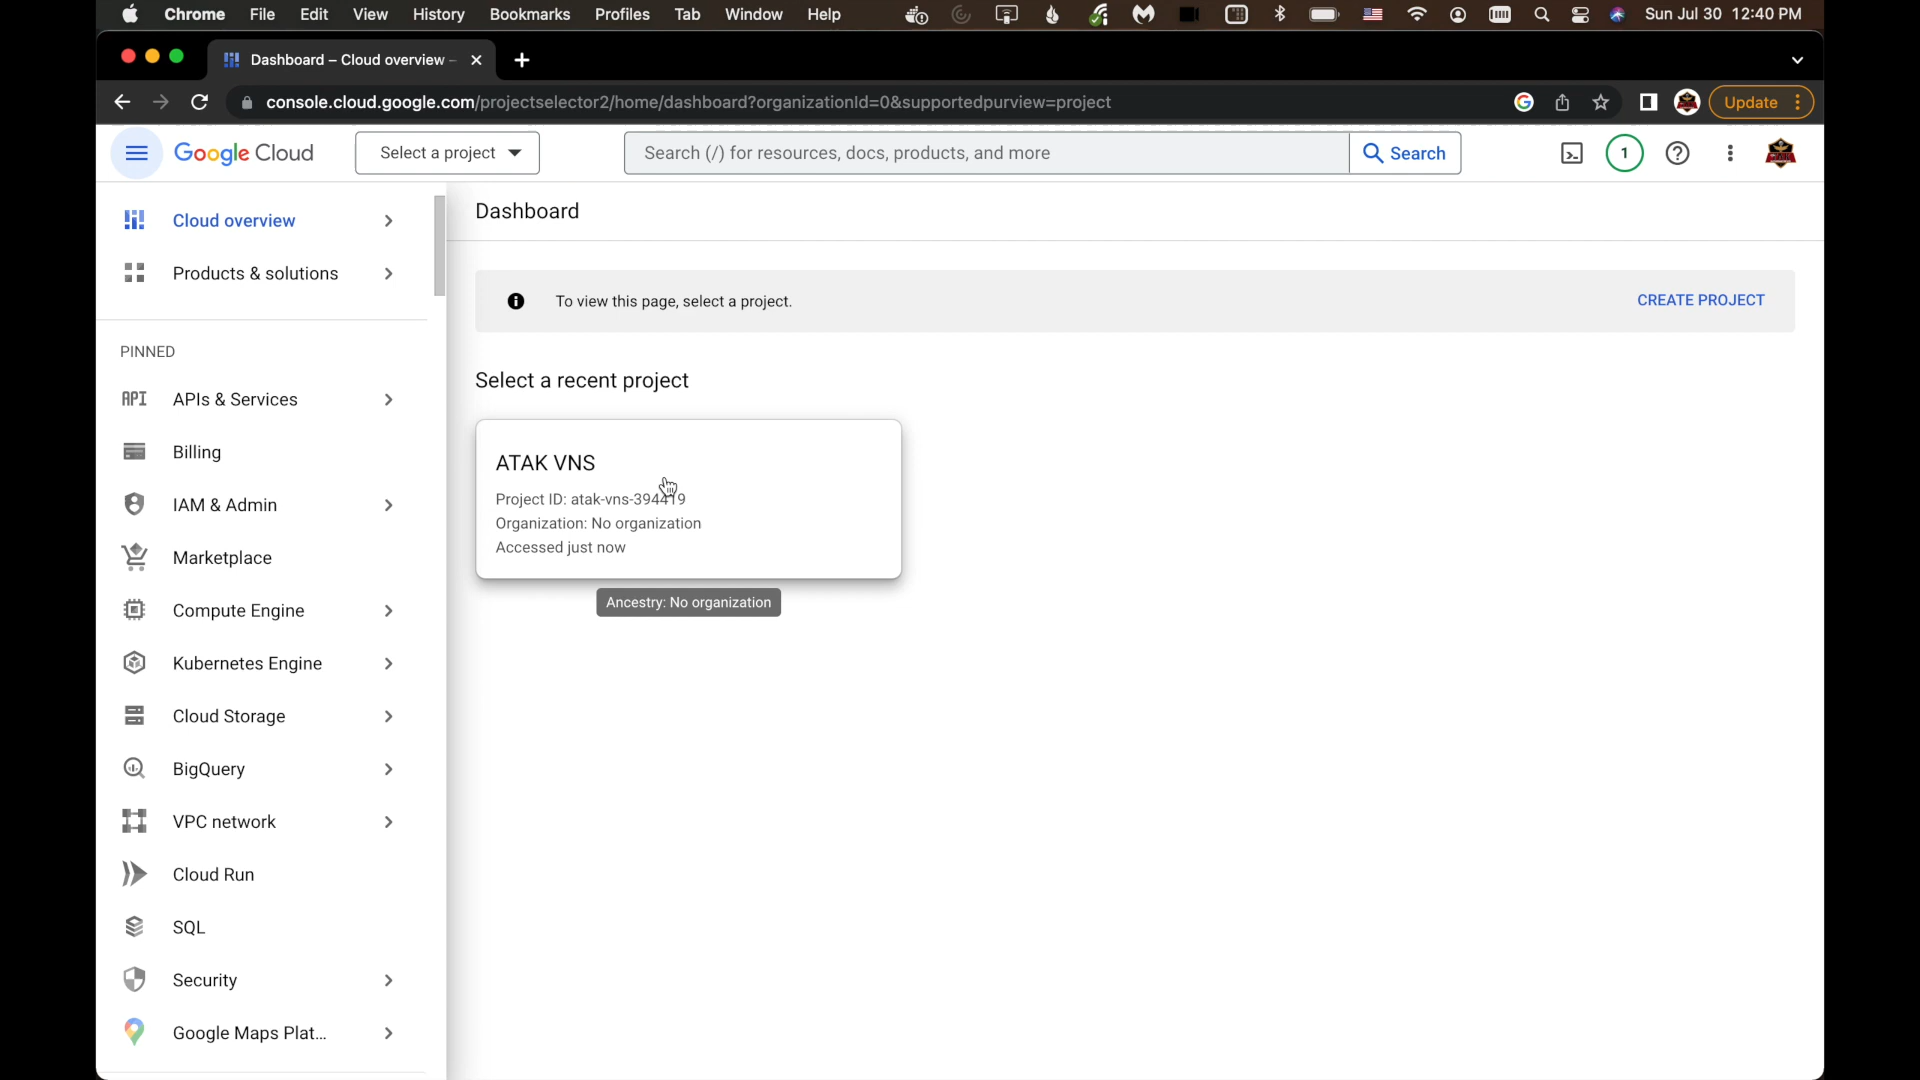 Chrome File Edit View History Bookmarks Profiles Tab Window Help Sun Jul 30 12:40 PM
Dashboard – Cloud overview –
console.cloud.google.com/projectselector2/home/dashboard?organizationId=0&supportedpurview=project Update
Google Cloud Select a project Search (/) for resources, docs, products, and more Search 1
Cloud overview
Products & solutions
PINNED
API APIs & Services
Billing
IAM & Admin
Marketplace
Compute Engine
Kubernetes Engine
Cloud Storage
BigQuery
VPC network
Cloud Run
SQL
Security
Google Maps Plat...
Dashboard
To view this page, select a project. CREATE PROJECT
Select a recent project
ATAK VNS
Project ID: atak-vns-394419
Organization: No organization
Accessed just now
Ancestry: No organization